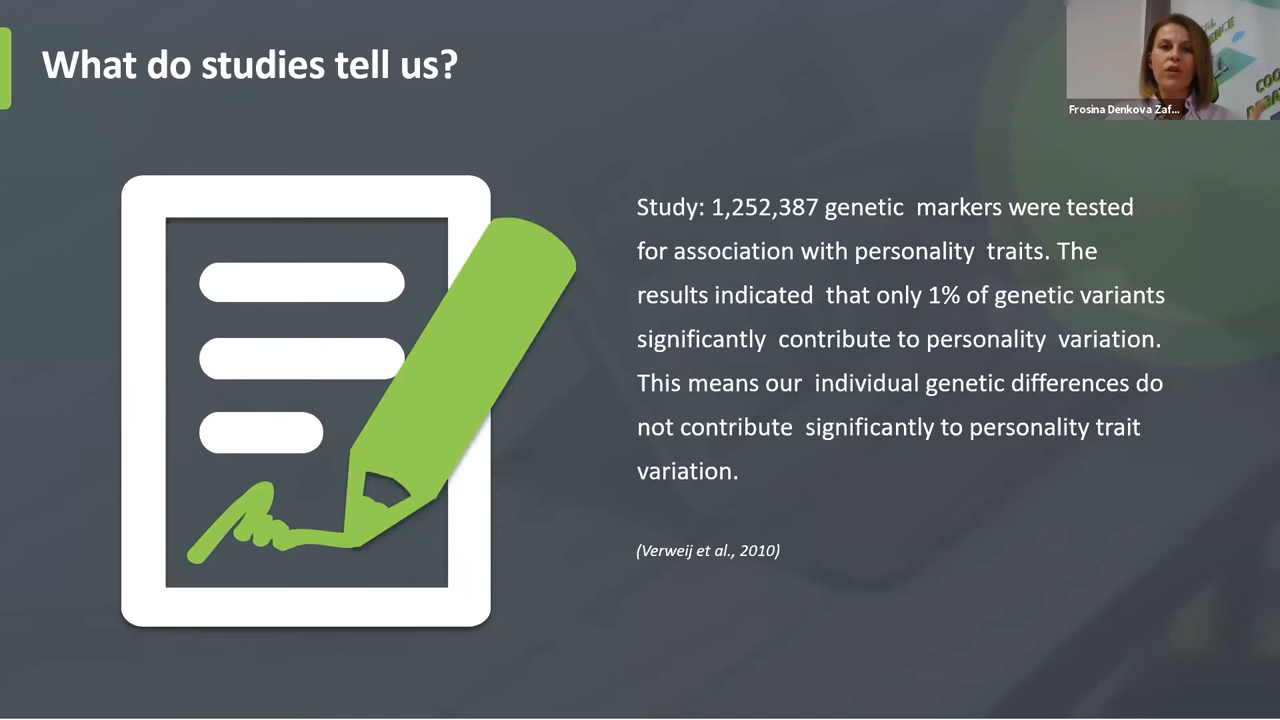 What do studies tell us?
Frosina Denkova Zaf...
Study: 1,252,387 genetic markers were tested
for association with personality traits. The
results indicated that only 1% of genetic variants
significantly contribute to personality variation.
This means our individual genetic differences do
not contribute significantly to personality trait
variation.
(Verweij et al., 2010)